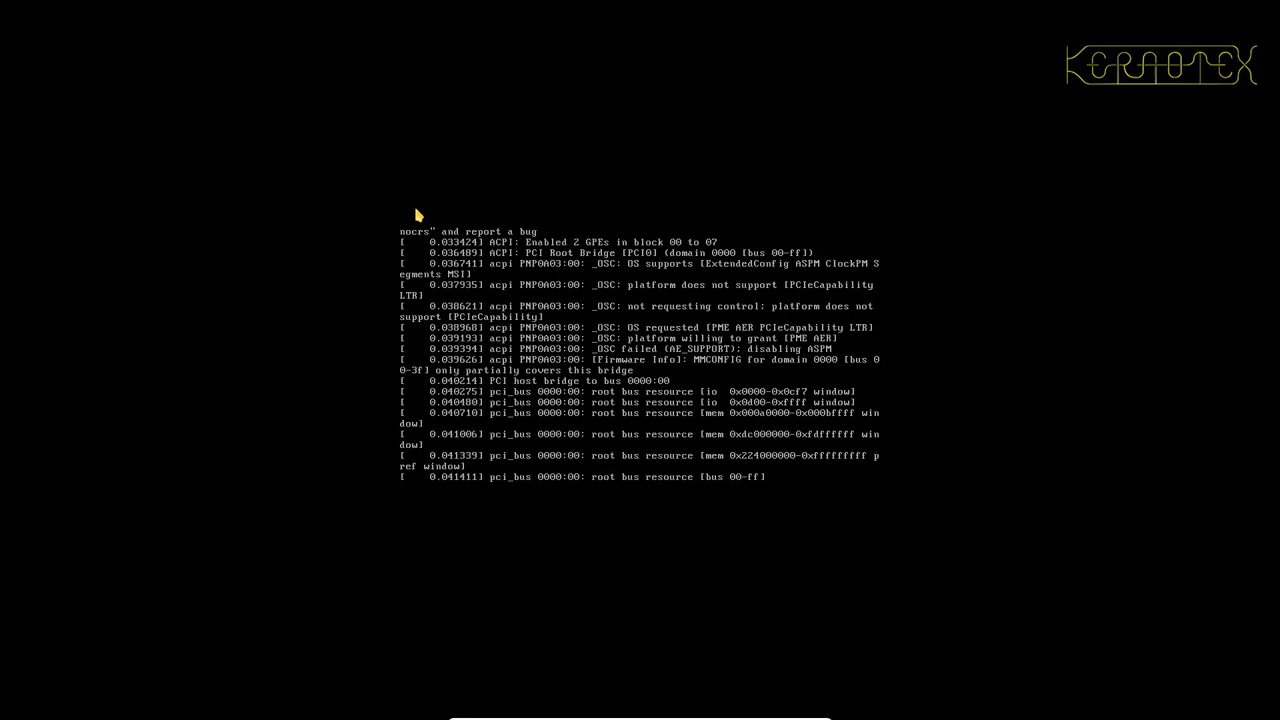 KERNOTEX
nocrs" and report a bug
[    0.033424] ACPI: Enabled 2 GPEs in block 00 to 07
[    0.036489] ACPI: PCI Root Bridge [PCI0] (domain 0000 [bus 00-ff])
[    0.036741] acpi PNP0A03:00: _OSC: OS supports [ExtendedConfig ASPM ClockPM S
egments MSI]
[    0.037935] acpi PNP0A03:00: _OSC: platform does not support [PCIeCapability
LTR]
[    0.038621] acpi PNP0A03:00: _OSC: not requesting control; platform does not
support [PCIeCapability]
[    0.038968] acpi PNP0A03:00: _OSC: OS requested [PME AER PCIeCapability LTR]
[    0.039193] acpi PNP0A03:00: _OSC: platform willing to grant [PME AER]
[    0.039394] acpi PNP0A03:00: _OSC failed (AE_SUPPORT); disabling ASPM
[    0.039626] acpi PNP0A03:00: [Firmware Info]: MMCONFIG for domain 0000 [bus 0
0-3f] only partially covers this bridge
[    0.040214] PCI host bridge to bus 0000:00
[    0.040275] pci_bus 0000:00: root bus resource [io  0x0000-0x0cf7 window]
[    0.040480] pci_bus 0000:00: root bus resource [io  0x0d00-0xffff window]
[    0.040710] pci_bus 0000:00: root bus resource [mem 0x000a0000-0x000bffff win
dow]
[    0.041006] pci_bus 0000:00: root bus resource [mem 0xdc000000-0xfdffffff win
dow]
[    0.041339] pci_bus 0000:00: root bus resource [mem 0x224000000-0xfffffffff p
ref window]
[    0.041411] pci_bus 0000:00: root bus resource [bus 00-ff]